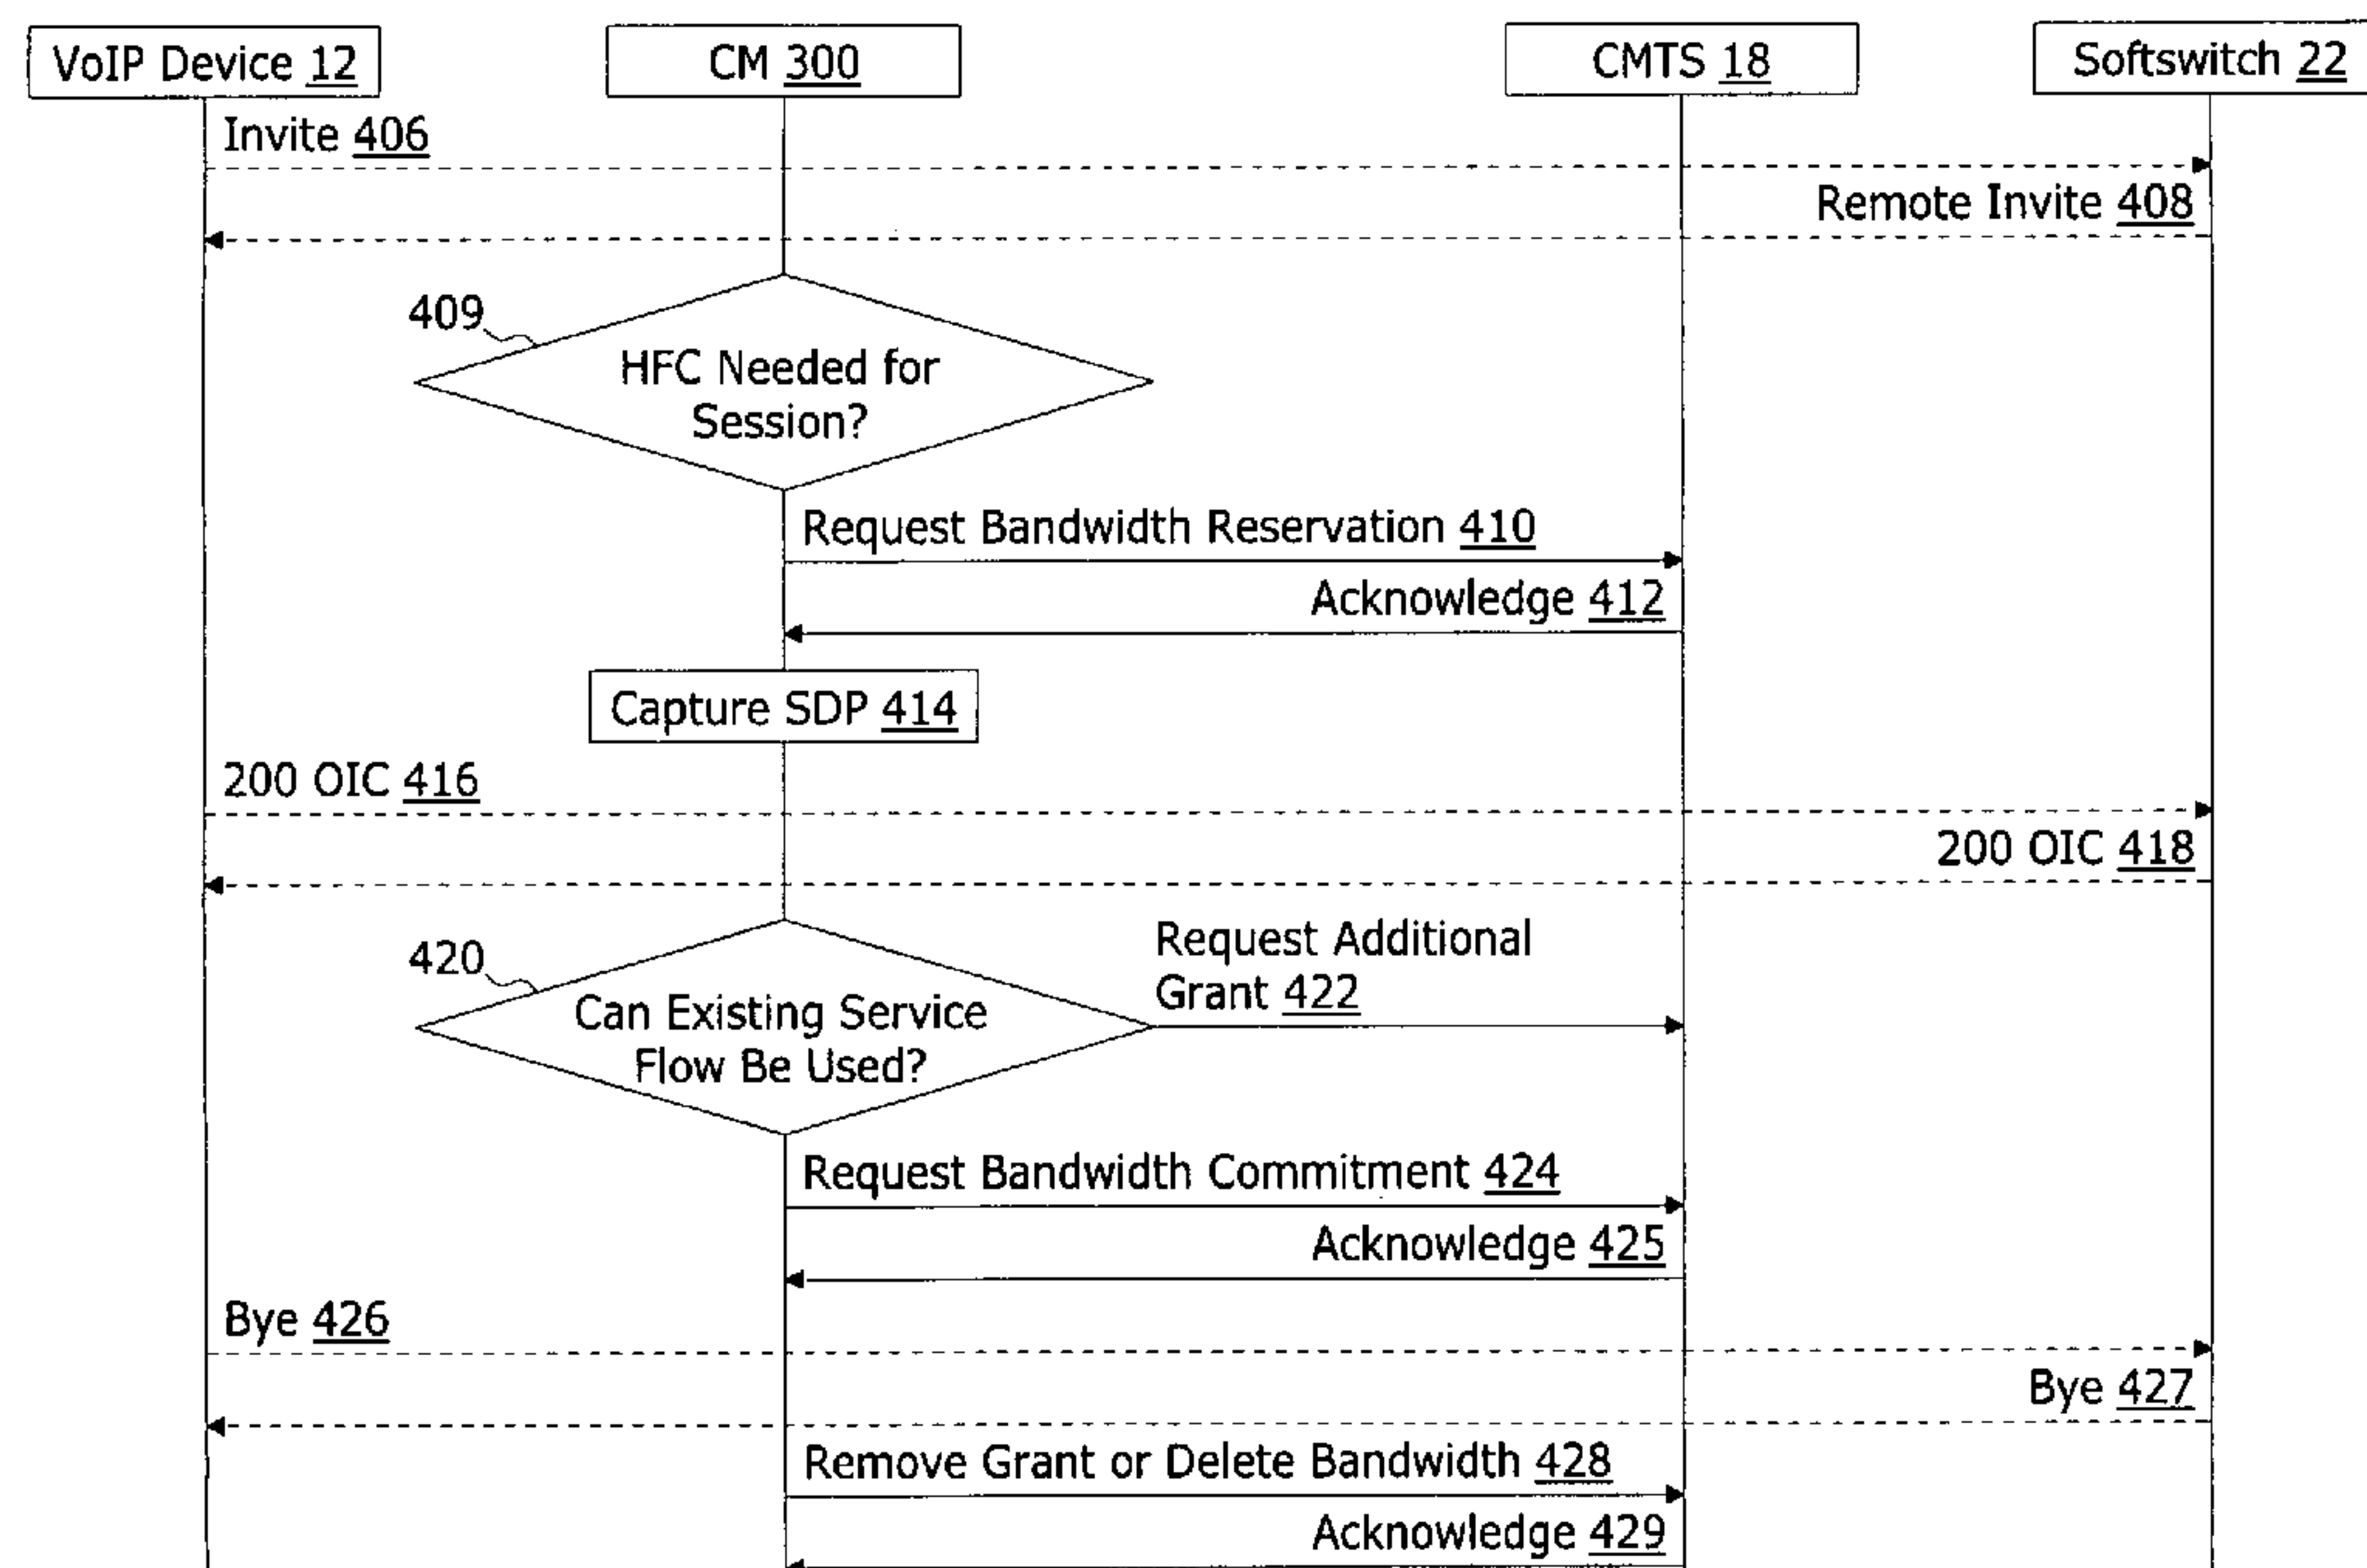 VoIP Device 12
CM 300
CMTS 18
Softswitch 22
Invite 406
Remote Invite 408
409
HFC Needed for
Session?
Request Bandwidth Reservation 410
Acknowledge 412
Capture SDP 414
200 OIC 416
200 OIC 418
420
Can Existing Service
Flow Be Used?
Request Additional
Grant 422
Request Bandwidth Commitment 424
Acknowledge 425
Bye 426
Bye 427
Remove Grant or Delete Bandwidth 428
Acknowledge 429